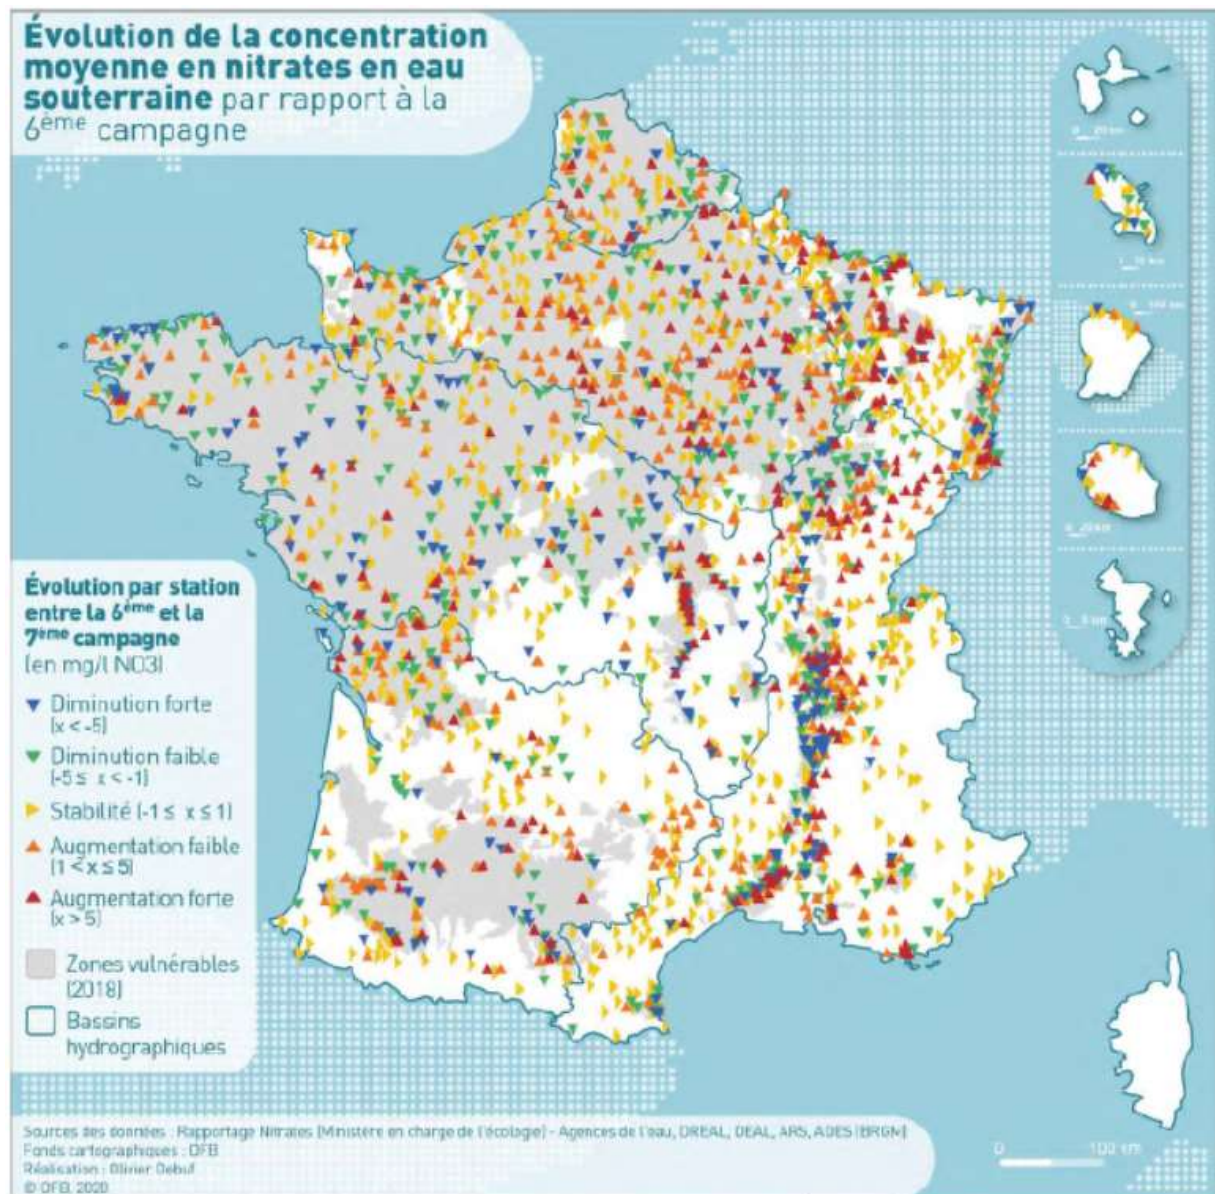 Évolution de la concentration
moyenne en nitrates en eau
souterraine par rapport à la
6ème campagne
Évolution par station
entre la 6ème et la
7ème campagne
(en mg/l NO3)
Diminution forte
(x < -5)
Diminution faible
(-5 ≤ x < -1)
Stabilité (-1 ≤ x ≤ 1)
Augmentation faible
(1 < x ≤ 5)
Augmentation forte
(x > 5)
Zones vulnérables
(2018)
Bassins
hydrographiques
Sources des données : Rapportage Nitrates (Ministère en charge de l'écologie) - Agences de l'eau, DREAL, DEAL, ARS, ADES (BRGM)
Fonds cartographiques : OFB
Réalisation : Olivier Debuf
© OFB, 2020
0 100 km